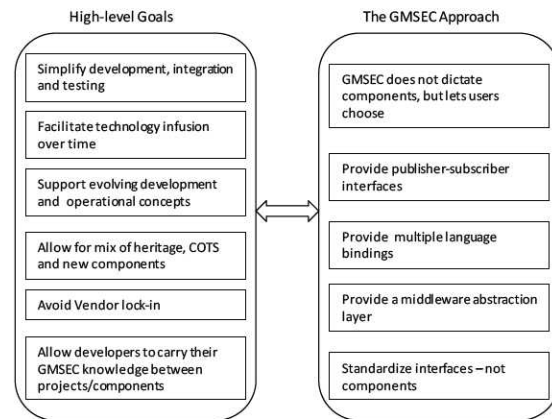 High-level Goals
Simplify development, integration
and testing
Facilitate technology infusion
over time
Support evolving development
and operational concepts
Allow for mix of heritage, COTS
and new components
Avoid Vendor lock-in
Allow developers to carry their
GMSEC knowledge between
projects/components
The GMSEC Approach
GMSEC does not dictate
components, but lets users
choose
Provide publisher-subscriber
interfaces
Provide multiple language
bindings
Provide a middleware abstraction
layer
Standardize interfaces – not
components